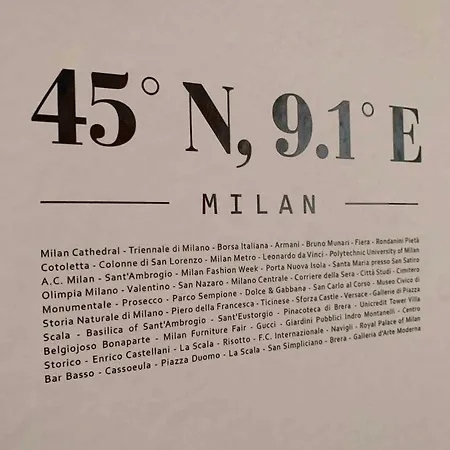 45° N, 9.1° E
MILAN
Milan Cathedral - Triennale di Milano - Borsa Italiana - Armani - Bruno Munari - Fiera - Rondanini Pietà
Cotoletta - Colonne di San Lorenzo - Milan Metro - Leonardo da Vinci - Polytechnic University of Milan
A.C. Milan - Sant'Ambrogio - Milan Fashion Week - Porta Nuova Isola - Santa Maria presso San Satiro
Olimpia Milano - Valentino - San Nazaro - Milano Centrale - Corriere della Sera - Città Studi - Cimitero
Monumentale - Prosecco - Parco Sempione - Dolce & Gabbana - San Carlo al Corso - Museo Civico di
Storia Naturale di Milano - Piero della Francesca - Ticinese - Sforza Castle - Versace - Gallerie di Piazza
Scala - Basilica of Sant'Ambrogio - Sant'Eustorgio - Pinacoteca di Brera - Unicredit Tower Villa
Belgiojoso Bonaparte - Milan Furniture Fair - Gucci - Giardini Pubblici Indro Montanelli - Centro
Storico - Enrico Castellani - La Scala - Risotto - F.C. Internazionale - Navigli - Royal Palace of Milan
Bar Basso - Cassoeula - Piazza Duomo - La Scala - San Simpliciano - Brera - Galleria d'Arte Moderna